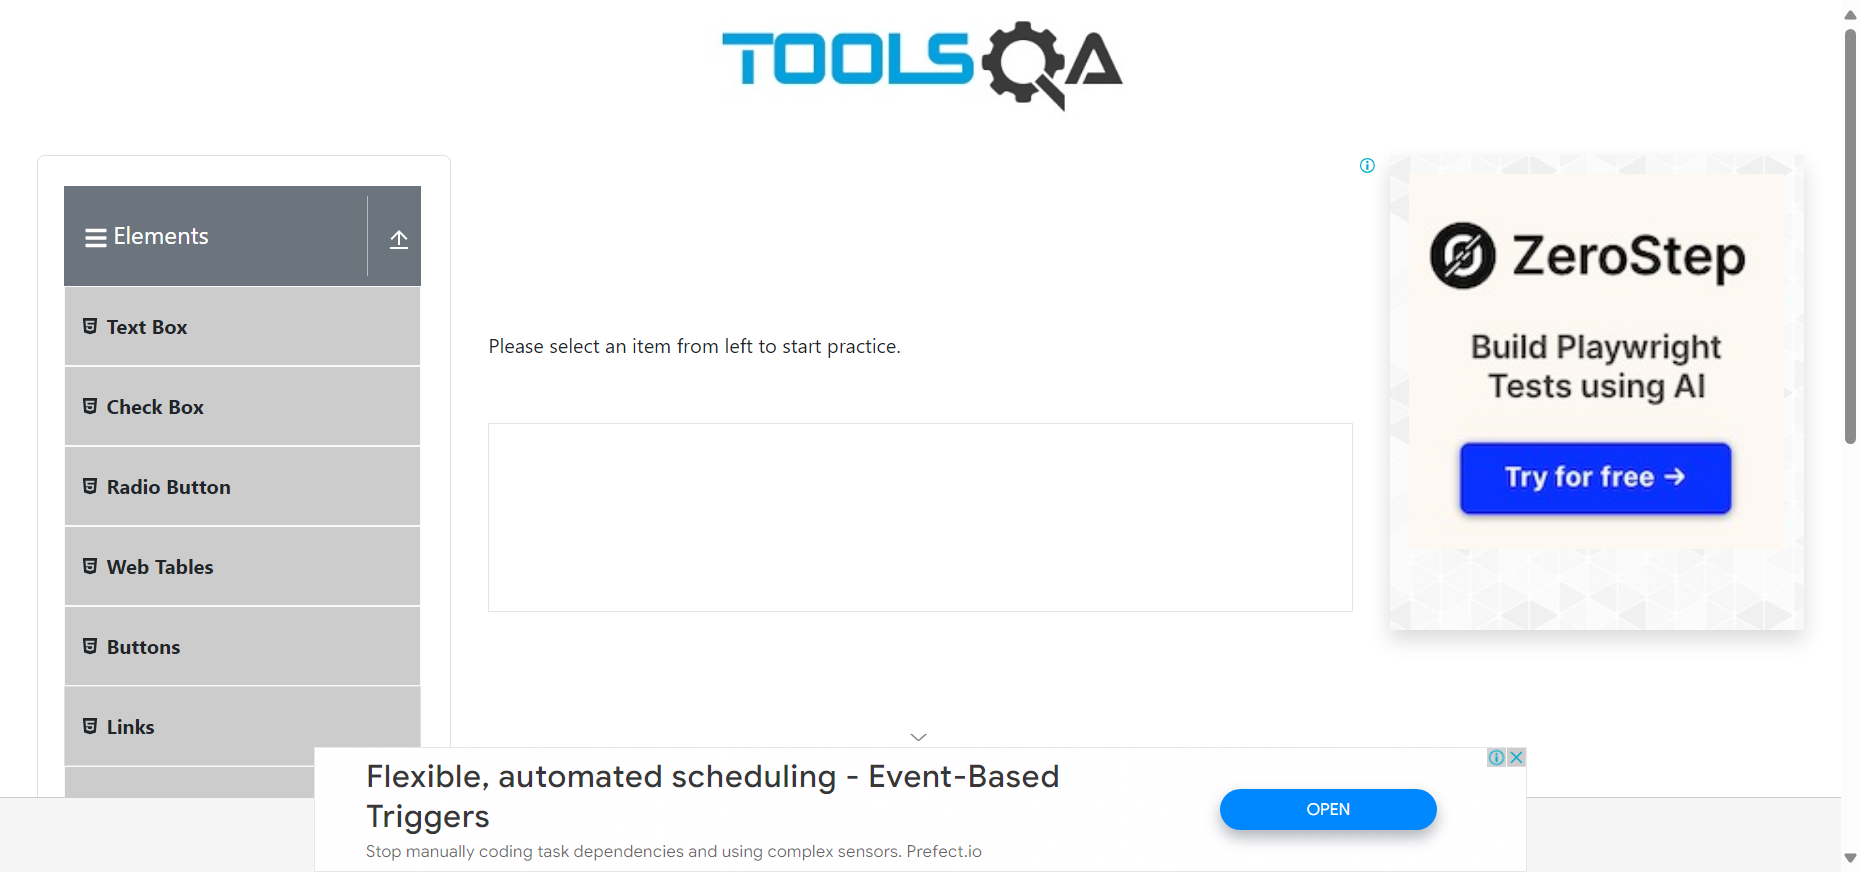 TOOLSQA
Elements
Text Box
Check Box
Radio Button
Web Tables
Buttons
Links
Please select an item from left to start practice.
ZeroStep
Build Playwright
Tests using AI
Try for free →
Flexible, automated scheduling - Event-Based
Triggers
Stop manually coding task dependencies and using complex sensors. Prefect.io
OPEN